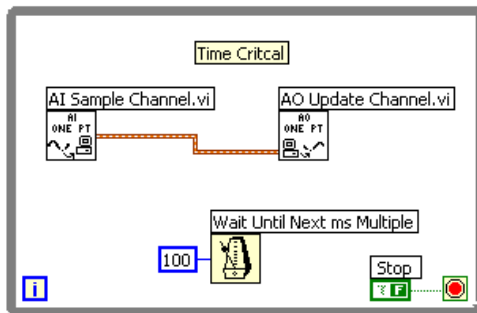 Time Critcal
AI Sample Channel.vi
AO Update Channel.vi
AI
ONE PT
AO
ONE PT
Wait Until Next ms Multiple
100
Stop
F
i